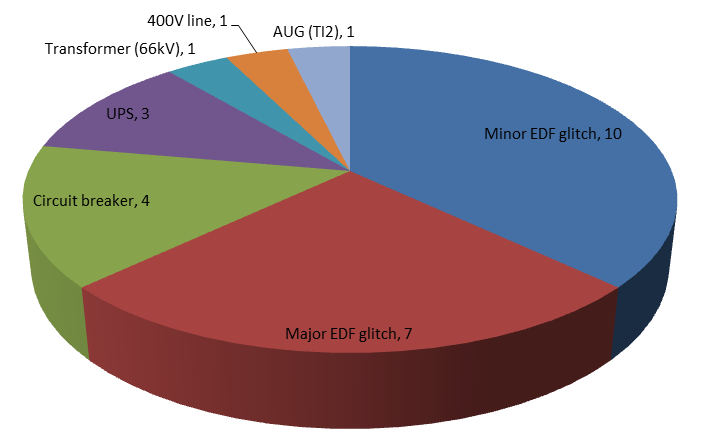 400V line, 1
AUG (TI2), 1
Transformer (66kV), 1
UPS, 3
Minor EDF glitch, 10
Circuit breaker, 4
Major EDF glitch, 7